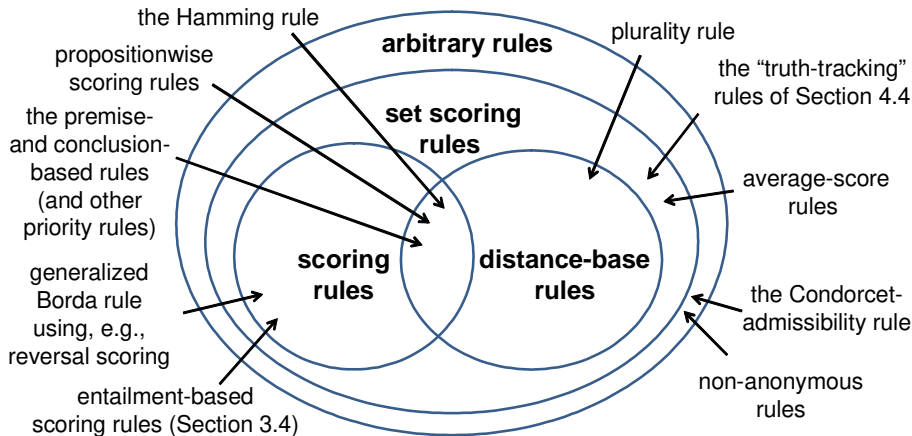 the Hamming rule
propositionwise
scoring rules
the premise-
and conclusion-
based rules
(and other
priority rules)
generalized
Borda rule
using, e.g.,
reversal scoring
entailment-based
scoring rules (Section 3.4)
arbitrary rules
set scoring
rules
scoring
rules
distance-base
rules
plurality rule
the “truth-tracking”
rules of Section 4.4
average-score
rules
the Condorcet-
admissibility rule
non-anonymous
rules